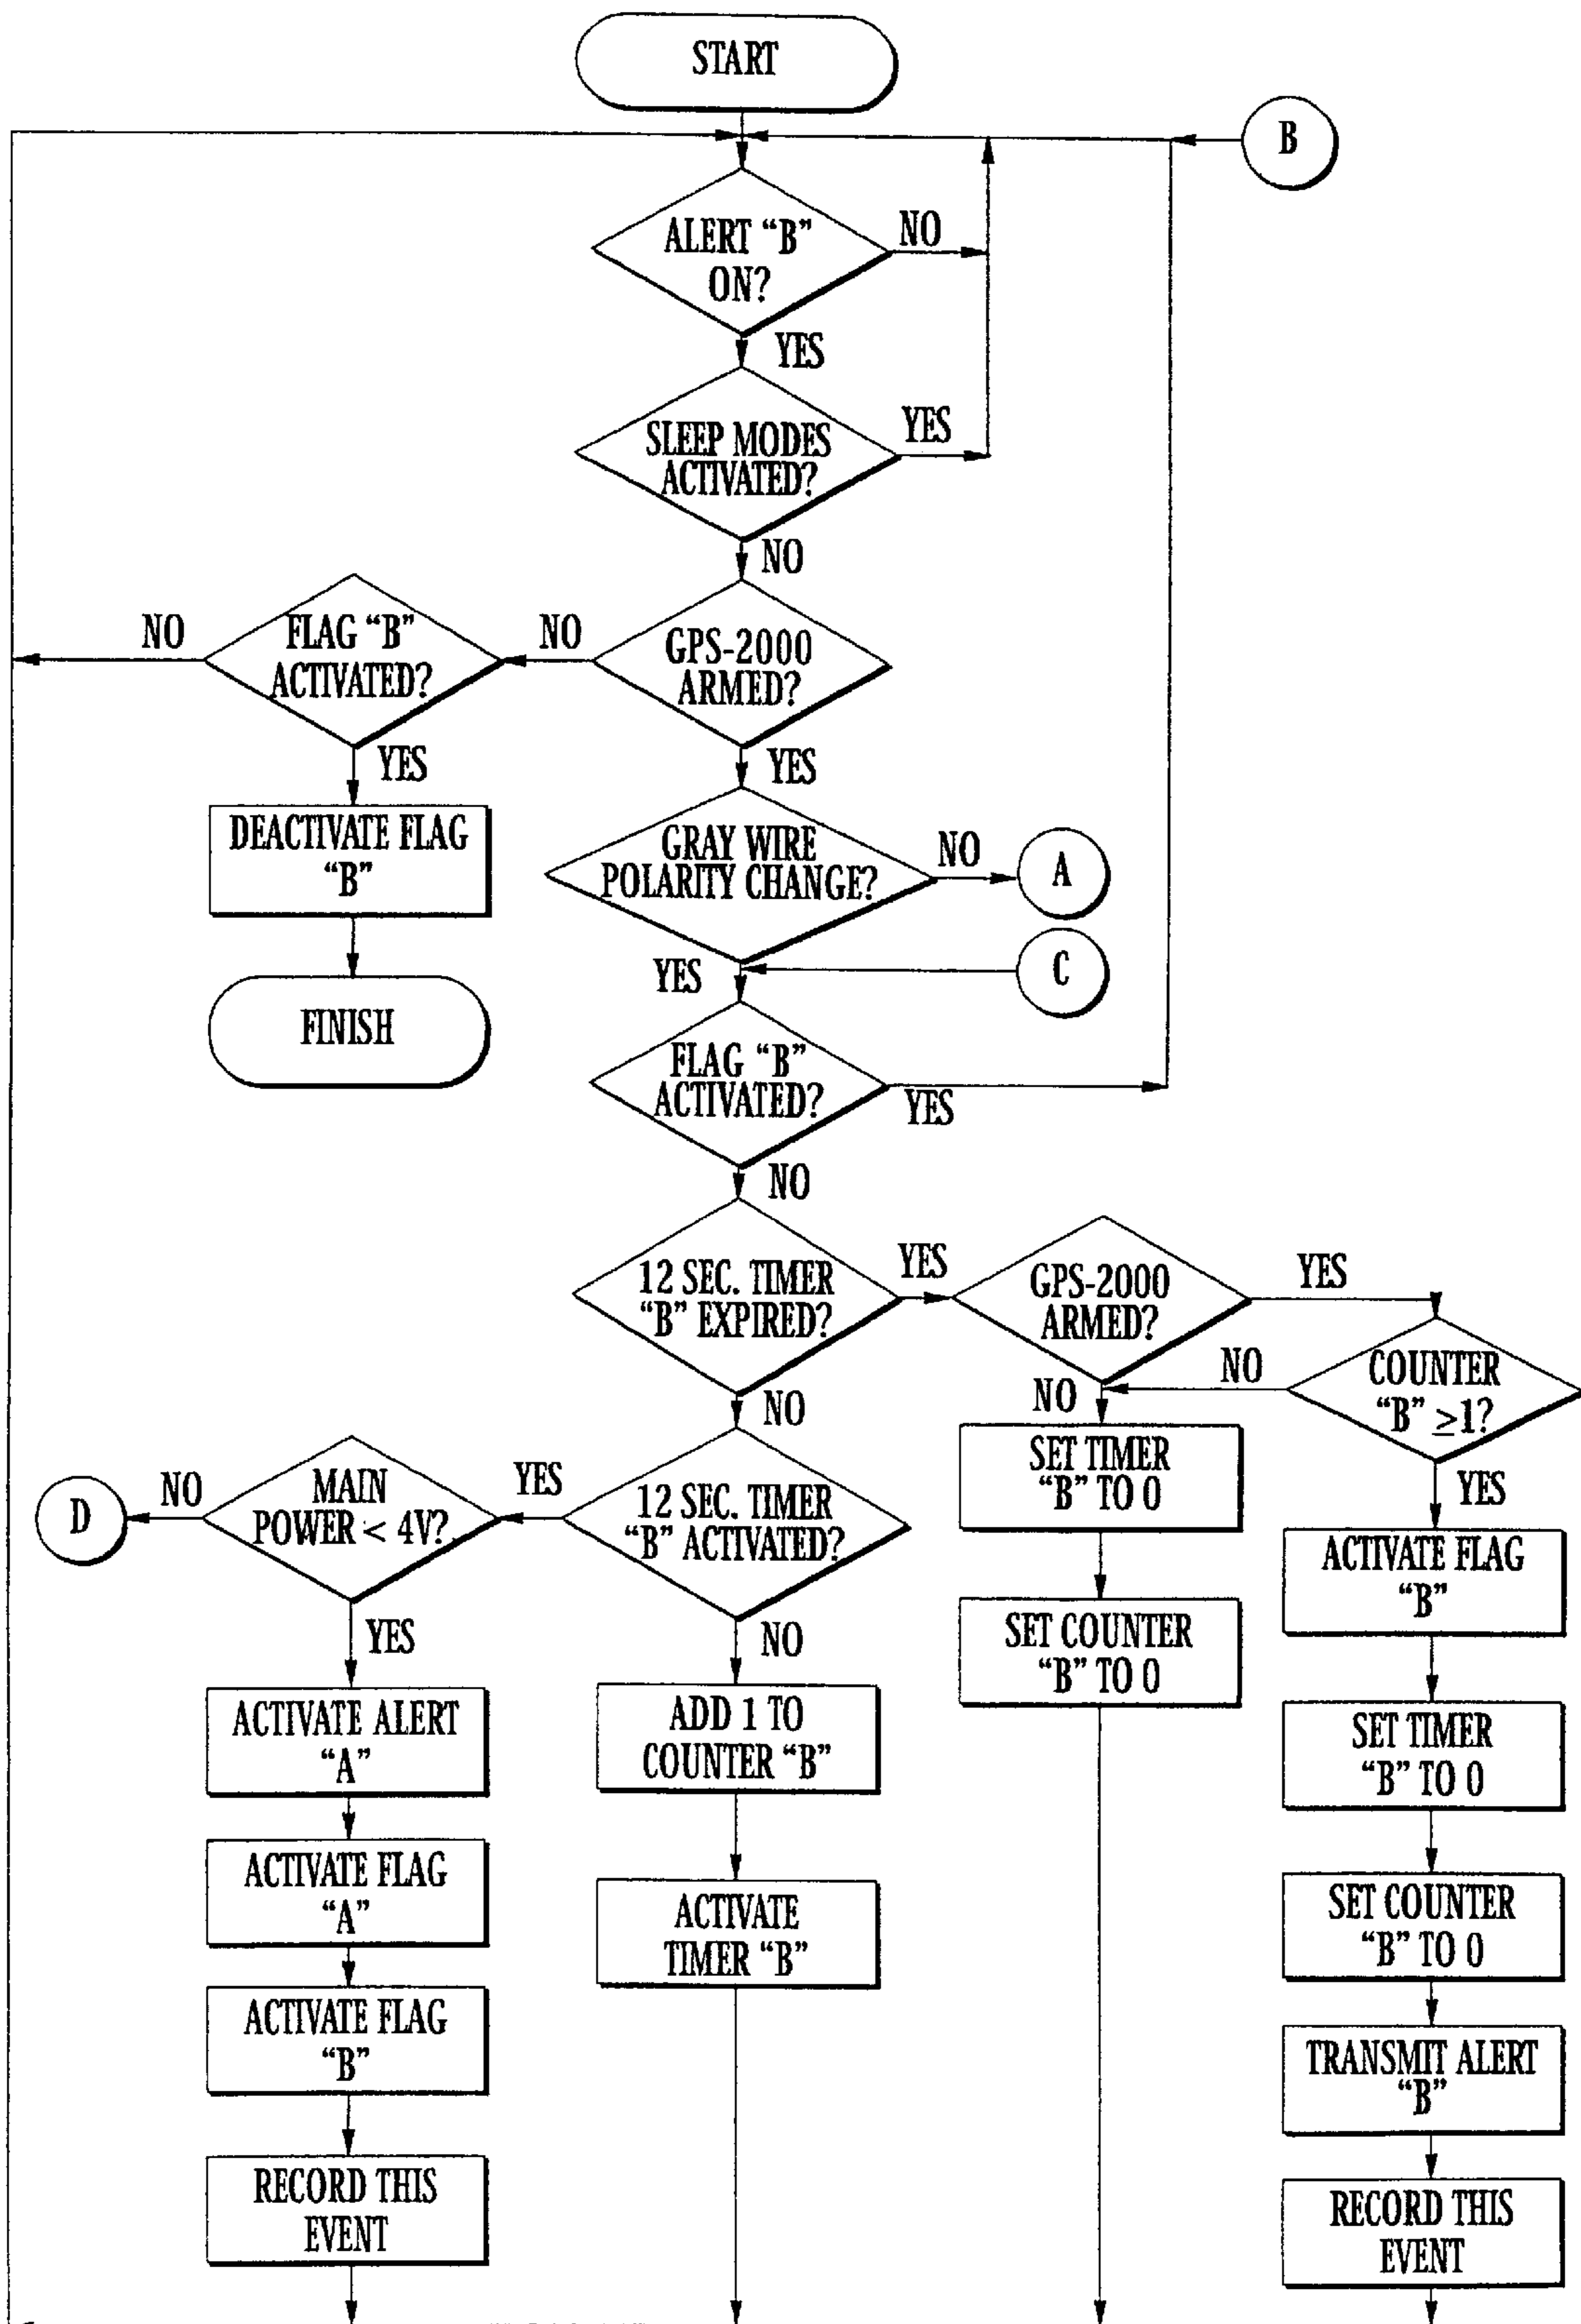 START
B
ALERT “B”
ON?
NO
YES
SLEEP MODES
ACTIVATED?
YES
NO
GPS-2000
ARMED?
NO
FLAG “B”
ACTIVATED?
NO
YES
DEACTIVATE FLAG
“B”
FINISH
YES
GRAY WIRE
POLARITY CHANGE?
NO
A
YES
C
FLAG “B”
ACTIVATED?
YES
NO
12 SEC. TIMER
“B” EXPIRED?
YES
GPS-2000
ARMED?
YES
COUNTER
“B” ≥1?
NO
NO
YES
NO
12 SEC. TIMER
“B” ACTIVATED?
YES
MAIN
POWER < 4V?
NO
D
YES
ACTIVATE ALERT
“A”
ACTIVATE FLAG
“A”
ACTIVATE FLAG
“B”
RECORD THIS
EVENT
NO
ADD 1 TO
COUNTER “B”
ACTIVATE
TIMER “B”
SET TIMER
“B” TO 0
SET COUNTER
“B” TO 0
ACTIVATE FLAG
“B”
SET TIMER
“B” TO 0
SET COUNTER
“B” TO 0
TRANSMIT ALERT
“B”
RECORD THIS
EVENT